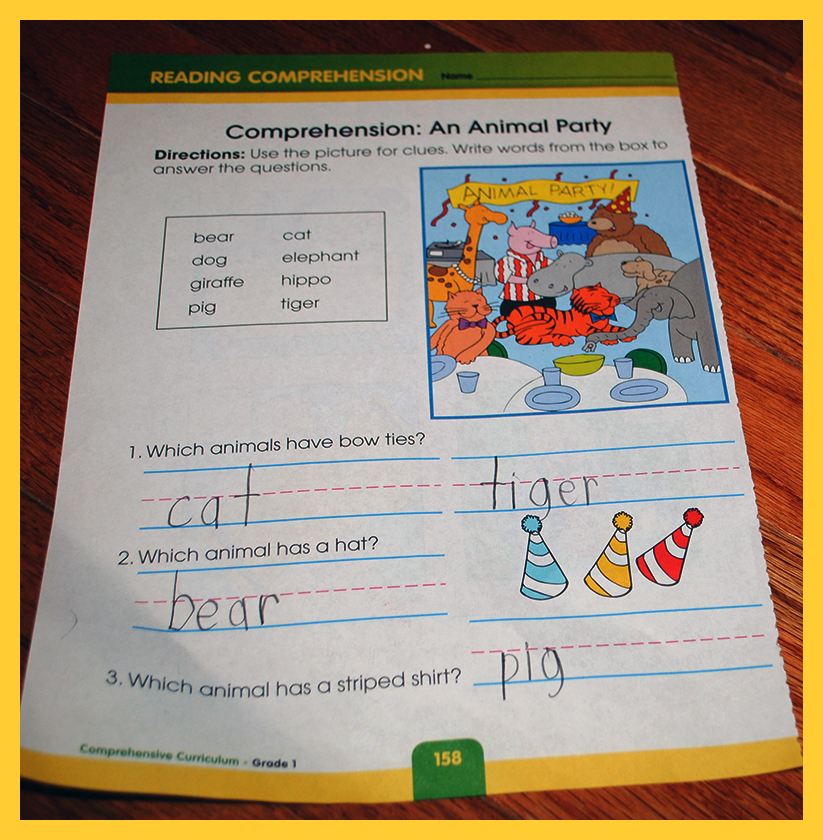 READING COMPREHENSION Name
Comprehension: An Animal Party
Directions: Use the picture for clues. Write words from the box to
answer the questions.
ANIMAL PARTY!
bear cat
dog elephant
giraffe hippo
pig tiger
1. Which animals have bow ties?
cat tiger
2. Which animal has a hat?
bear
3. Which animal has a striped shirt? pig
Comprehensive Curriculum - Grade 1 158